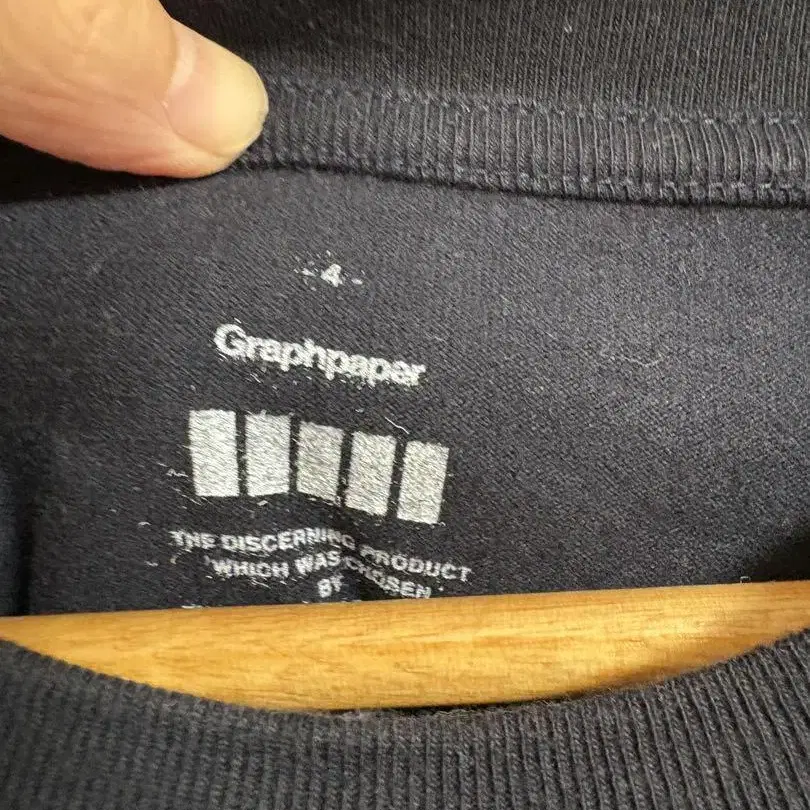 -4-
Graphpaper
THE DISCERNING PRODUCT
WHICH WAS CHOSEN
BY